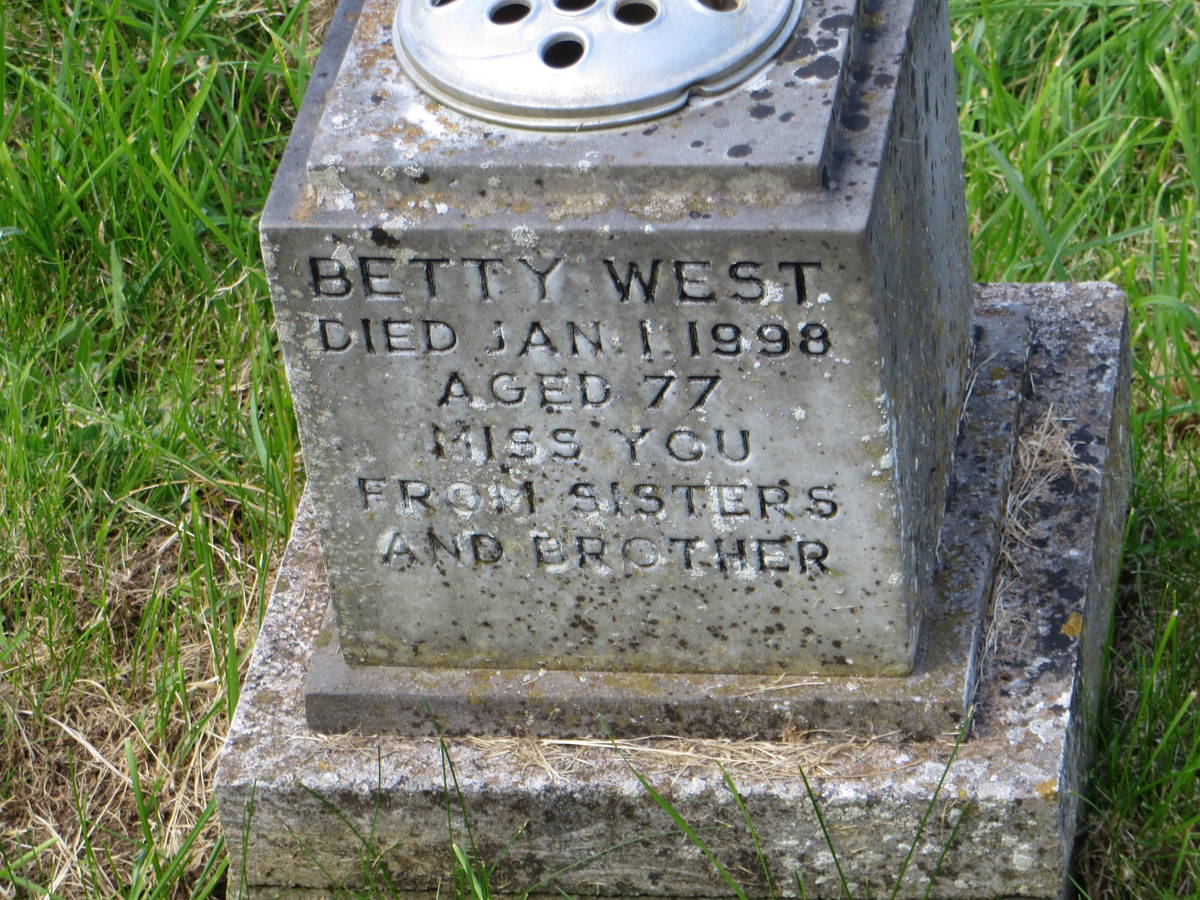 BETTY WEST
DIED JAN. 1. 1998
AGED 77
MISS YOU
FROM SISTERS
AND BROTHER